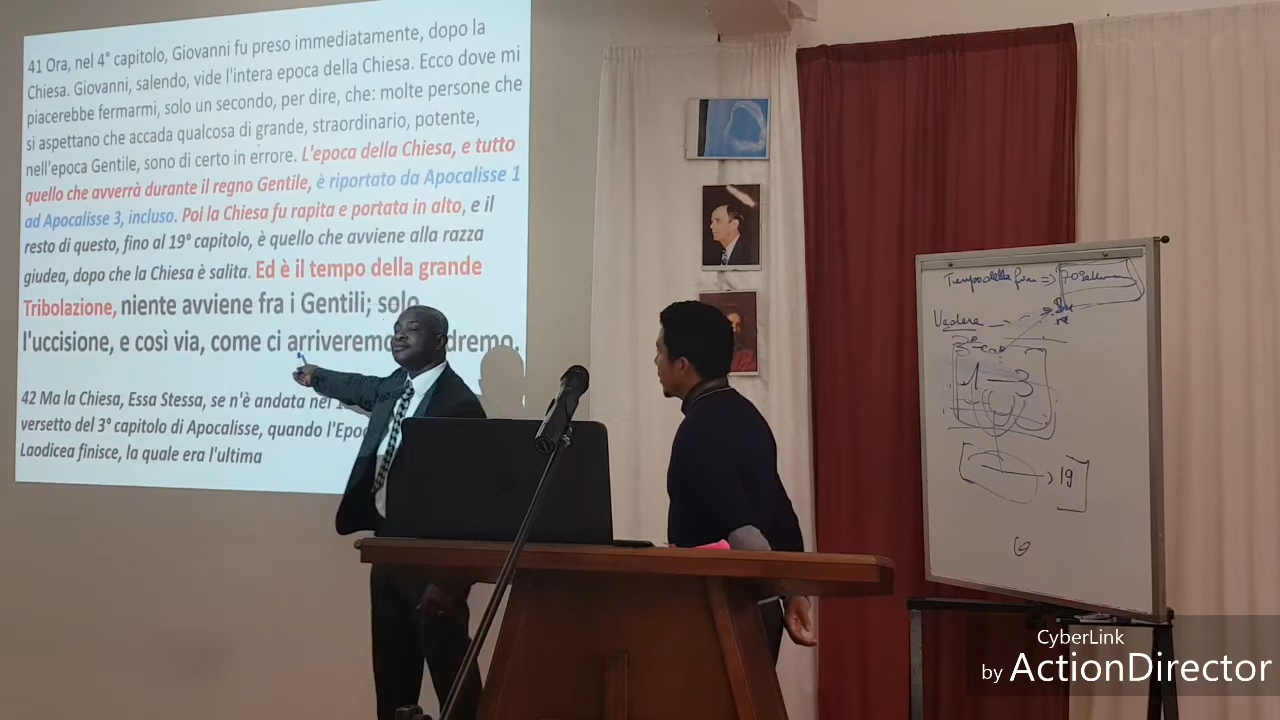 41 Ora, nel 4° capitolo, Giovanni fu preso immediatamente, dopo la
Chiesa. Giovanni, salendo, vide l'intera epoca della Chiesa. Ecco dove mi
piacerebbe fermarmi, solo un secondo, per dire, che: molte persone che
si aspettano che accada qualcosa di grande, straordinario, potente,
nell'epoca Gentile, sono di certo in errore. L'epoca della Chiesa, e tutto
quello che avverrà durante il regno Gentile, è riportato da Apocalisse 1
ad Apocalisse 3, incluso. Poi la Chiesa fu rapita e portata in alto, e il
resto di questo, fino al 19° capitolo, è quello che avviene alla razza
giudea, dopo che la Chiesa è salita. Ed è il tempo della grande
Tribolazione, niente avviene fra i Gentili; solo
l'uccisione, e così via, come ci arriveremo
42 Ma la Chiesa, Essa Stessa, se n'è andata nel
versetto del 3° capitolo di Apocalisse, quando l'Epoc
Laodicea finisce, la quale era l'ultima
Tempo della fine =>
Vedere
1-3
19
CyberLink
by ActionDirector